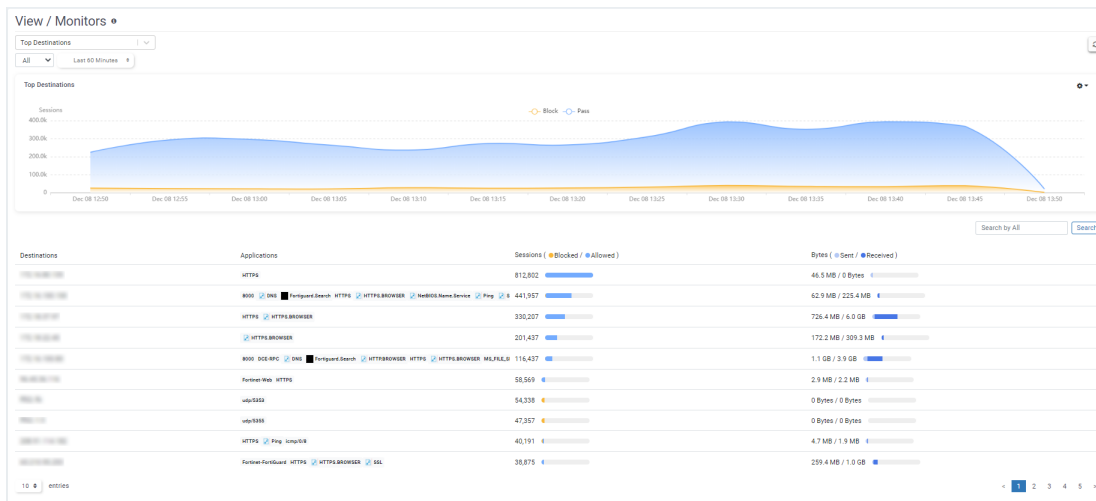 View / Monitors
Top Destinations
All Last 60 Minutes
Top Destinations
Sessions
Block Pass
400.0k
300.0k
200.0k
100.0k
0
Dec 08 12:50 Dec 08 12:55 Dec 08 13:00 Dec 08 13:05 Dec 08 13:10 Dec 08 13:15 Dec 08 13:20 Dec 08 13:25 Dec 08 13:30 Dec 08 13:35 Dec 08 13:40 Dec 08 13:45 Dec 08 13:50
Search by All Search
Destinations Applications Sessions ( Blocked / Allowed ) Bytes ( Sent / Received )
HTTPS 812,802 46.5 MB / 0 Bytes
8000 DNS Fortiguard.Search HTTPS HTTPS.BROWSER NetBIOS.Name.Service Ping S 441,957 62.9 MB / 225.4 MB
HTTPS HTTPS.BROWSER 330,207 726.4 MB / 6.0 GB
HTTPS.BROWSER 201,437 172.2 MB / 309.3 MB
8000 DCE-RPC DNS Fortiguard.Search HTTP.BROWSER HTTPS HTTPS.BROWSER MS_FILE_S 116,437 1.1 GB / 3.9 GB
Fortinet-Web HTTPS 58,569 2.9 MB / 2.2 MB
udp/5353 54,338 0 Bytes / 0 Bytes
udp/5355 47,357 0 Bytes / 0 Bytes
HTTPS Ping icmp/0/8 40,191 4.7 MB / 1.9 MB
Fortinet-FortiGuard HTTPS HTTPS.BROWSER SSL 38,875 259.4 MB / 1.0 GB
10 entries
« 1 2 3 4 5 »